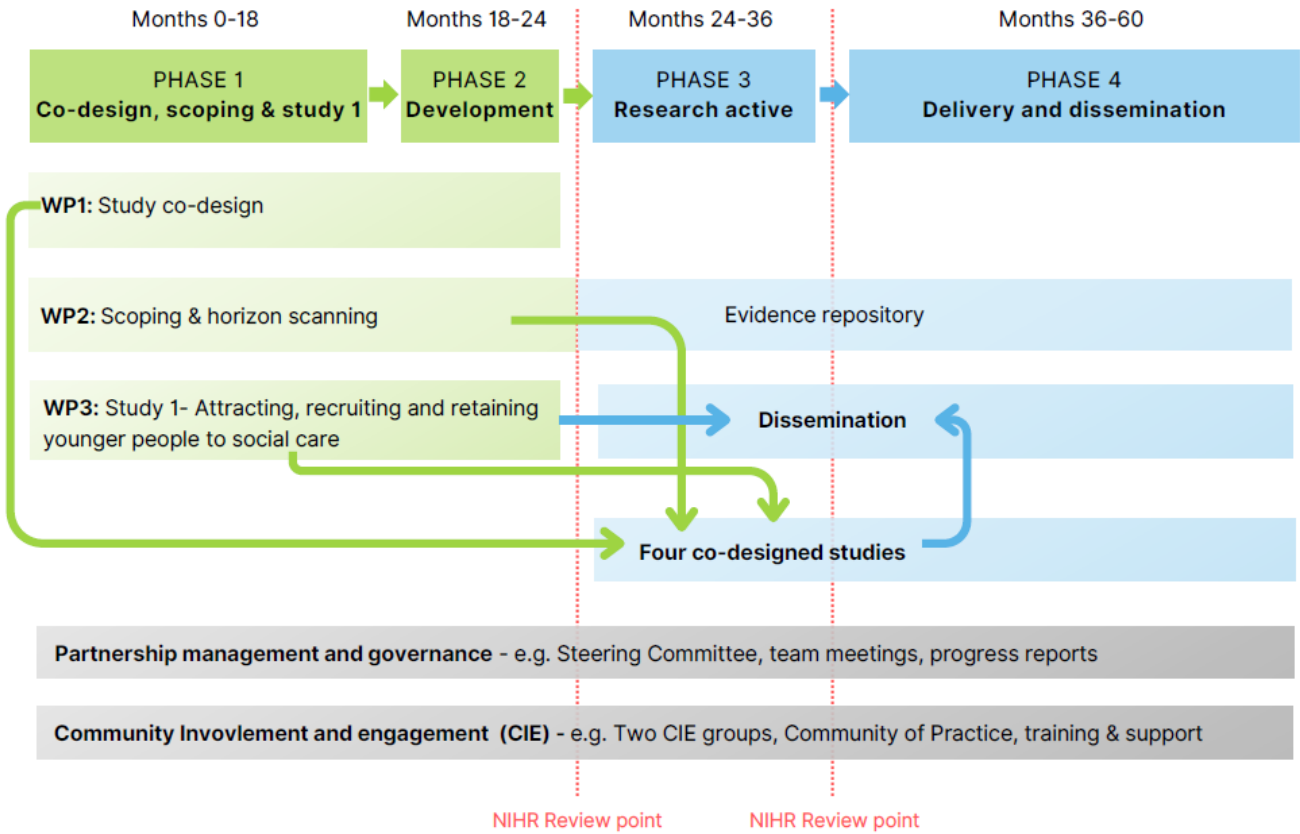 Months 0-18
Months 18-24
Months 24-36
Months 36-60
PHASE 1
Co-design, scoping & study 1
PHASE 2
Development
PHASE 3
Research active
PHASE 4
Delivery and dissemination
WP1: Study co-design
WP2: Scoping & horizon scanning
Evidence repository
WP3: Study 1- Attracting, recruiting and retaining
younger people to social care
Dissemination
Four co-designed studies
Partnership management and governance - e.g. Steering Committee, team meetings, progress reports
Community Invovlement and engagement (CIE) - e.g. Two CIE groups, Community of Practice, training & support
NIHR Review point
NIHR Review point